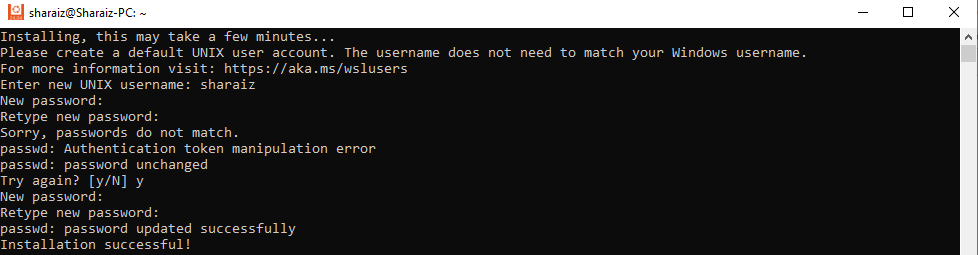 sharaiz@Sharaiz-PC: ~
Installing, this may take a few minutes...
Please create a default UNIX user account. The username does not need to match your Windows username.
For more information visit: https://aka.ms/wslusers
Enter new UNIX username: sharaiz
New password:
Retype new password:
Sorry, passwords do not match.
passwd: Authentication token manipulation error
passwd: password unchanged
Try again? [y/N] y
New password:
Retype new password:
passwd: password updated successfully
Installation successful!